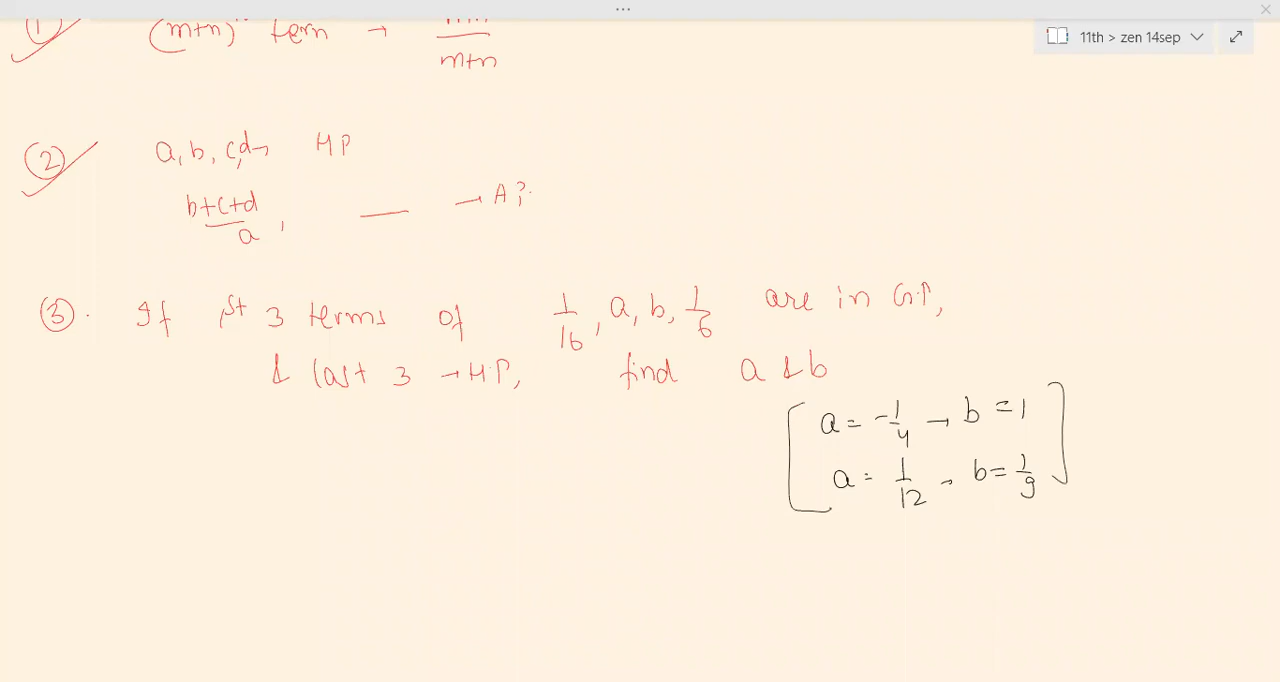 11th > zen 14sep
(1) (m+n)th term → /(m+n)
(2) a, b, c, d → HP
(b+c+d)/a, — → A.P.
(3). If 1st 3 terms of 1/16, a, b, 1/6 are in G.P,
& last 3 → H.P, find a & b
a = -1/4 → b = 1
a = 1/12 → b = 1/9